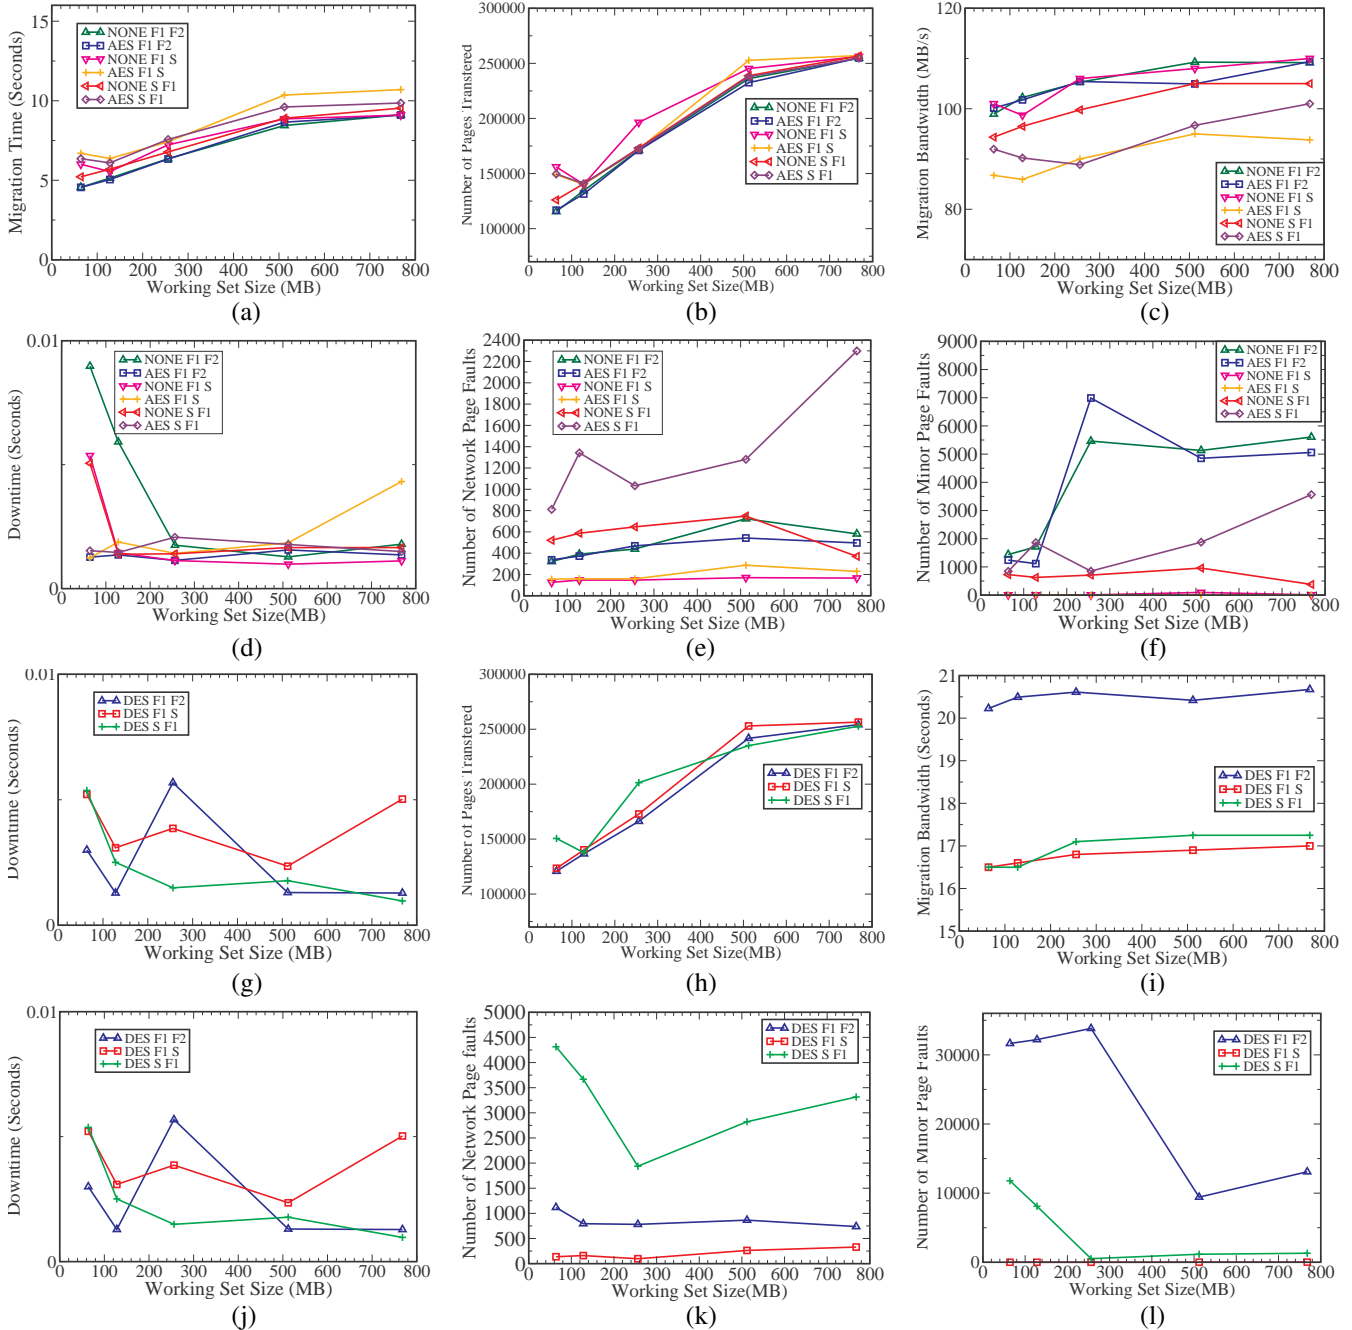 Migration Time (Seconds)
15
10
5
0
NONE F1 F2
AES F1 F2
NONE F1 S
AES F1 S
NONE S F1
AES S F1
0 100 200 300 400 500 600 700 800
Working Set Size (MB)
(a)
Number of Pages Transfered
300000
250000
200000
150000
100000
NONE F1 F2
AES F1 F2
NONE F1 S
AES F1 S
NONE S F1
AES S F1
0 100 200 300 400 500 600 700 800
Working Set Size(MB)
(b)
Migration Bandwidth (MB/s)
120
110
100
80
NONE F1 F2
AES F1 F2
NONE F1 S
AES F1 S
NONE S F1
AES S F1
0 100 200 300 400 500 600 700 800
Working Set Size (MB)
(c)
Downtime (Seconds)
0.01
0
NONE F1 F2
AES F1 F2
NONE F1 S
AES F1 S
NONE S F1
AES S F1
0 100 200 300 400 500 600 700 800
Working Set Size(MB)
(d)
Number of Network Page Faults
2400
2200
2000
1800
1600
1400
1200
1000
800
600
400
200
0
NONE F1 F2
AES F1 F2
NONE F1 S
AES F1 S
NONE S F1
AES S F1
0 100 200 300 400 500 600 700 800
Working Set Size(MB)
(e)
Number of Minor Page Faults
9000
8000
7000
6000
5000
4000
3000
2000
1000
0
NONE F1 F2
AES F1 F2
NONE F1 S
AES F1 S
NONE S F1
AES S F1
0 100 200 300 400 500 600 700 800
Working Set Size (MB)
(f)
Downtime (Seconds)
0.01
0
DES F1 F2
DES F1 S
DES S F1
0 100 200 300 400 500 600 700 800
Working Set Size (MB)
(g)
Number of Pages Transfered
300000
250000
200000
150000
100000
DES F1 F2
DES F1 S
DES S F1
0 100 200 300 400 500 600 700 800
Working Set Size(MB)
(h)
Migration Bandwidth (Seconds)
21
20
19
18
17
16
15
DES F1 F2
DES F1 S
DES S F1
0 100 200 300 400 500 600 700 800
Working Set Size(MB)
(i)
Downtime (Seconds)
0.01
0
DES F1 F2
DES F1 S
DES S F1
0 100 200 300 400 500 600 700 800
Working Set Size (MB)
(j)
Number of Network Page faults
5000
4500
4000
3500
3000
2500
2000
1500
1000
500
0
DES F1 F2
DES F1 S
DES S F1
0 100 200 300 400 500 600 700 800
Working Set Size(MB)
(k)
Number of Minor Page Faults
30000
20000
10000
0
DES F1 F2
DES F1 S
DES S F1
0 100 200 300 400 500 600 700 800
Working Set Size(MB)
(l)